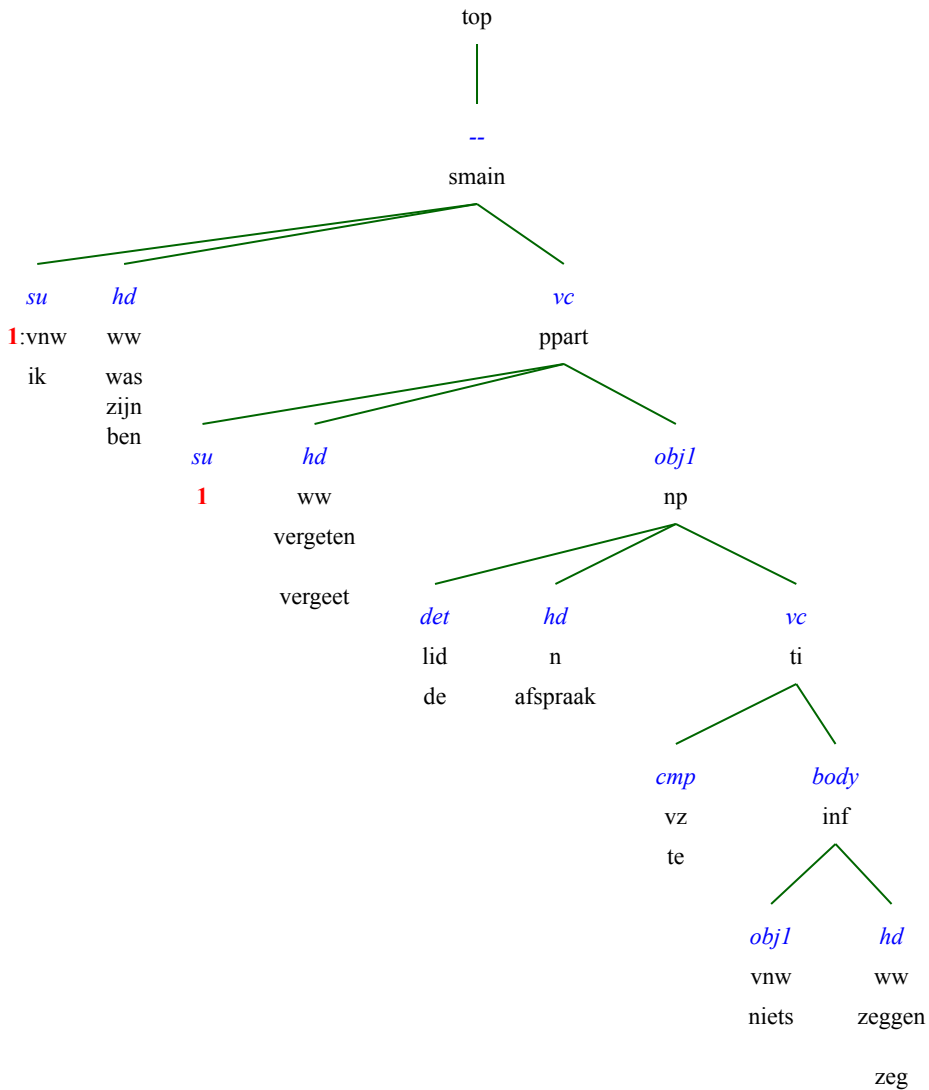 top
--
smain
su hd vc
1:vnw ww ppart
ik was
zijn
ben
su hd obj1
1 ww np
vergeten
vergeet
det hd vc
lid n ti
de afspraak
cmp body
vz inf
te
obj1 hd
vnw ww
niets zeggen
zeg